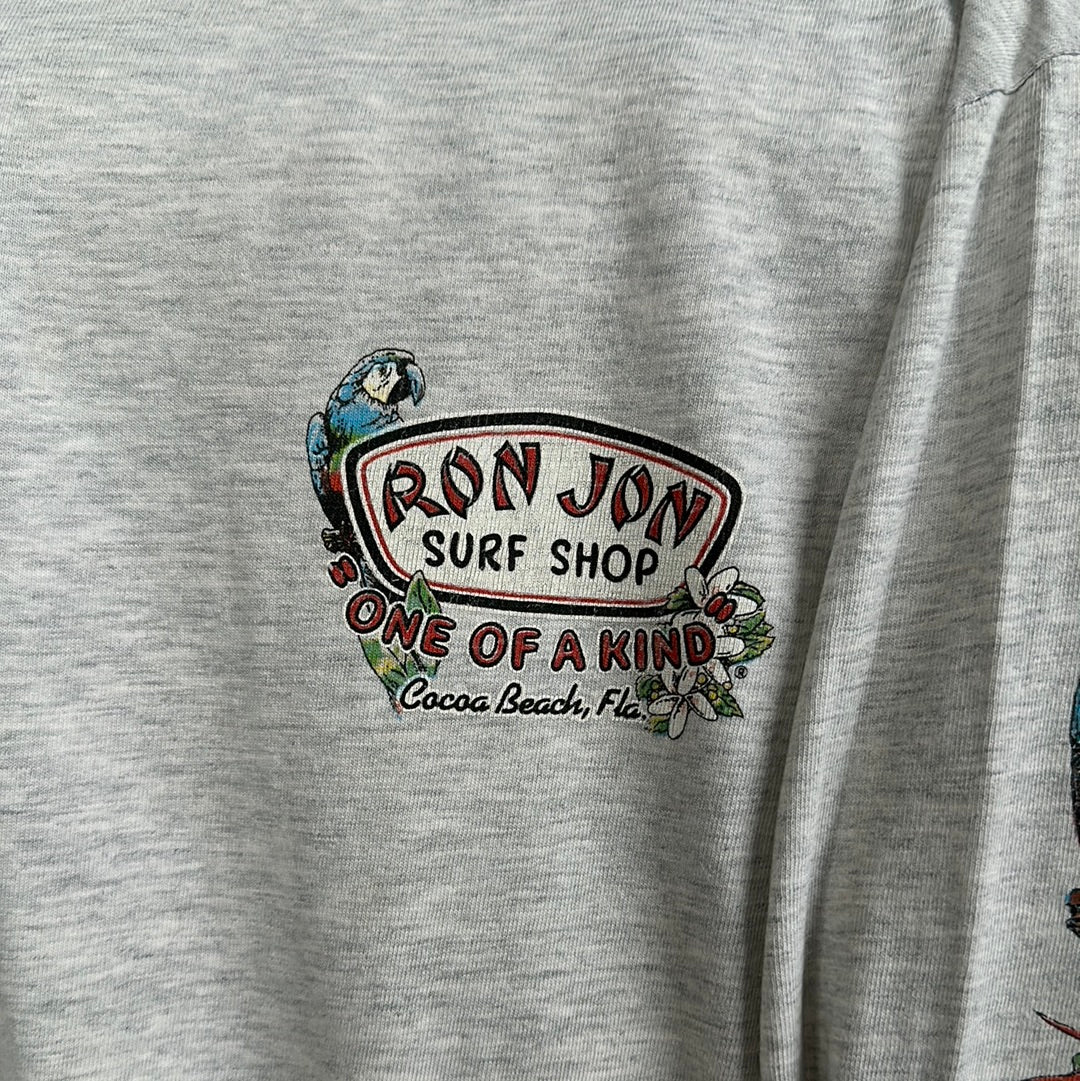 RON JON
SURF SHOP
"ONE OF A KIND"
®
Cocoa Beach, Fla.